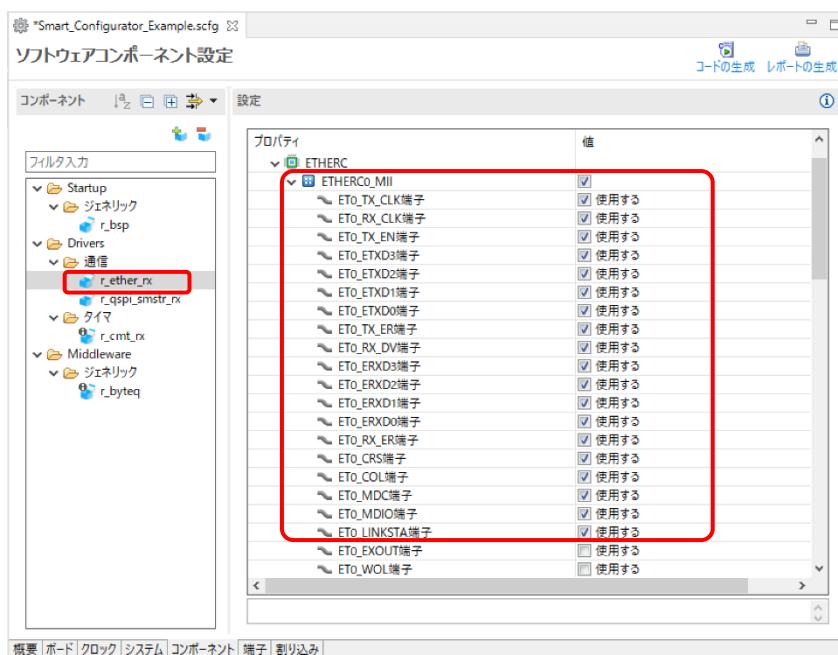 *Smart_Configurator_Example.scfg
ソフトウェアコンポーネント設定
コードの生成 レポートの生成
コンポーネント
設定
フィルタ入力
Startup
ジェネリック
r_bsp
Drivers
通信
r_ether_rx
r_qspi_smstr_rx
タイマ
r_cmt_rx
Middleware
ジェネリック
r_byteq
プロパティ 値
ETHERC
ETHERC0_MII
ET0_TX_CLK端子 使用する
ET0_RX_CLK端子 使用する
ET0_TX_EN端子 使用する
ET0_ETXD3端子 使用する
ET0_ETXD2端子 使用する
ET0_ETXD1端子 使用する
ET0_ETXD0端子 使用する
ET0_TX_ER端子 使用する
ET0_RX_DV端子 使用する
ET0_ERXD3端子 使用する
ET0_ERXD2端子 使用する
ET0_ERXD1端子 使用する
ET0_ERXD0端子 使用する
ET0_RX_ER端子 使用する
ET0_CRS端子 使用する
ET0_COL端子 使用する
ET0_MDC端子 使用する
ET0_MDIO端子 使用する
ET0_LINKSTA端子 使用する
ET0_EXOUT端子 使用する
ET0_WOL端子 使用する
概要 ボード クロック システム コンポーネント 端子 割り込み